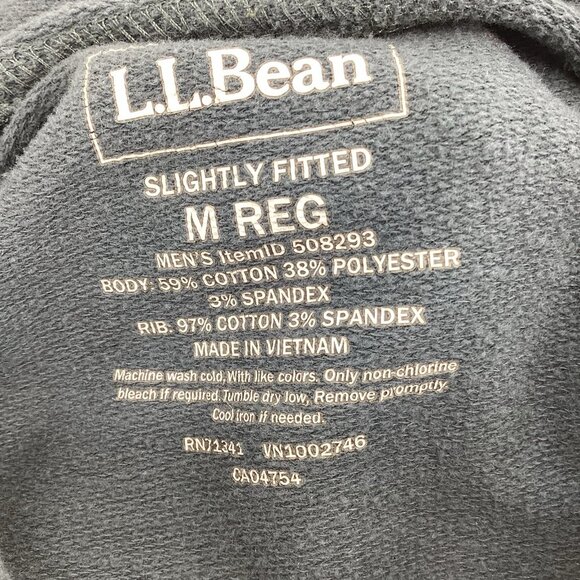 L.L.Bean
SLIGHTLY FITTED
M REG
MEN'S ItemID 508293
BODY: 59% COTTON 38% POLYESTER
3% SPANDEX
RIB: 97% COTTON 3% SPANDEX
MADE IN VIETNAM
Machine wash cold, With like colors. Only non-chlorine
bleach if required. Tumble dry low, Remove promptly.
Cool iron if needed.
RN71341 VN1002746
CA04754